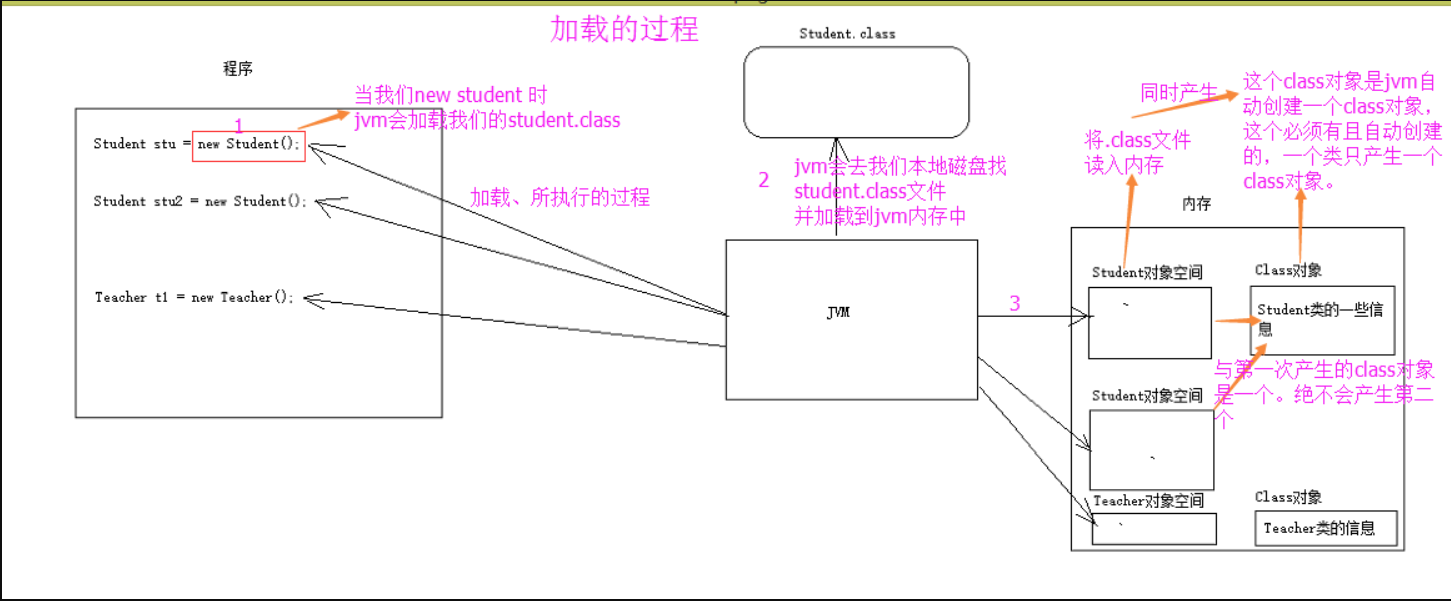 加载的过程
Student.class
程序
当我们new student 时
jvm会加载我们的student.class
1
Student stu = new Student();
Student stu2 = new Student();
加载、所执行的过程
Teacher t1 = new Teacher();
2
jvm会去我们本地磁盘找
student.class文件
并加载到jvm内存中
JVM
3
同时产生
将.class文件
读入内存
这个class对象是jvm自
动创建一个class对象,
这个必须有且自动创建
的，一个类只产生一个
class对象。
内存
Student对象空间
Class对象
Student类的一些信
息
与第一次产生的class对象
是一个。绝不会产生第二
个
Student对象空间
Teacher对象空间
Class对象
Teacher类的信息